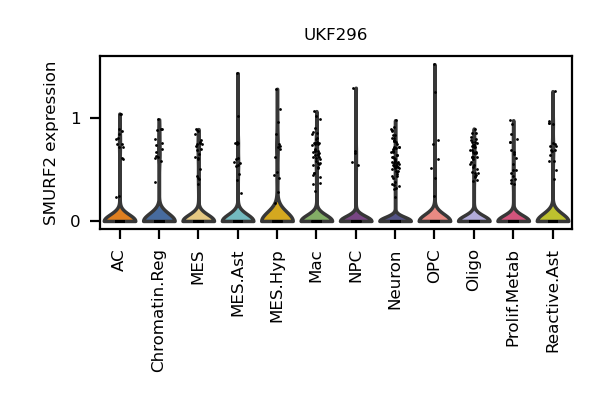 UKF296
SMURF2 expression
1
0
AC
Chromatin.Reg
MES
MES.Ast
MES.Hyp
Mac
NPC
Neuron
OPC
Oligo
Prolif.Metab
Reactive.Ast